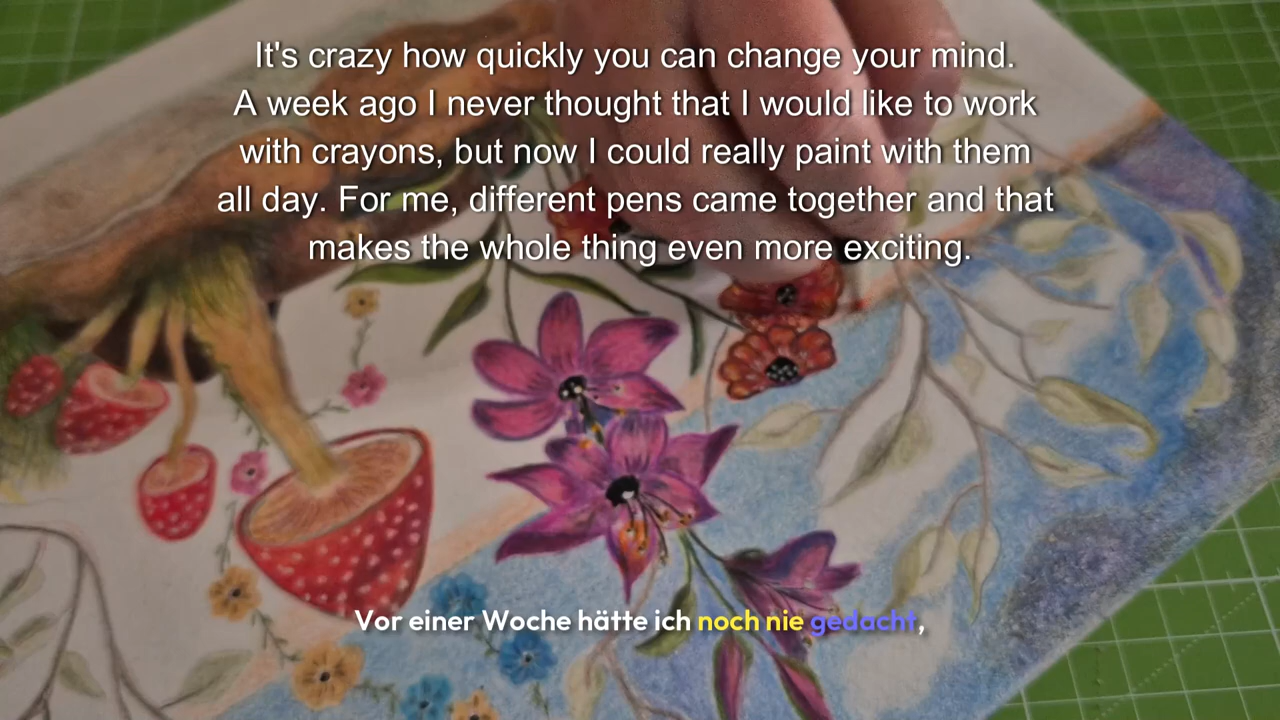 It's crazy how quickly you can change your mind.
A week ago I never thought that I would like to work
with crayons, but now I could really paint with them
all day. For me, different pens came together and that
makes the whole thing even more exciting.
Vor einer Woche hätte ich noch nie gedacht,